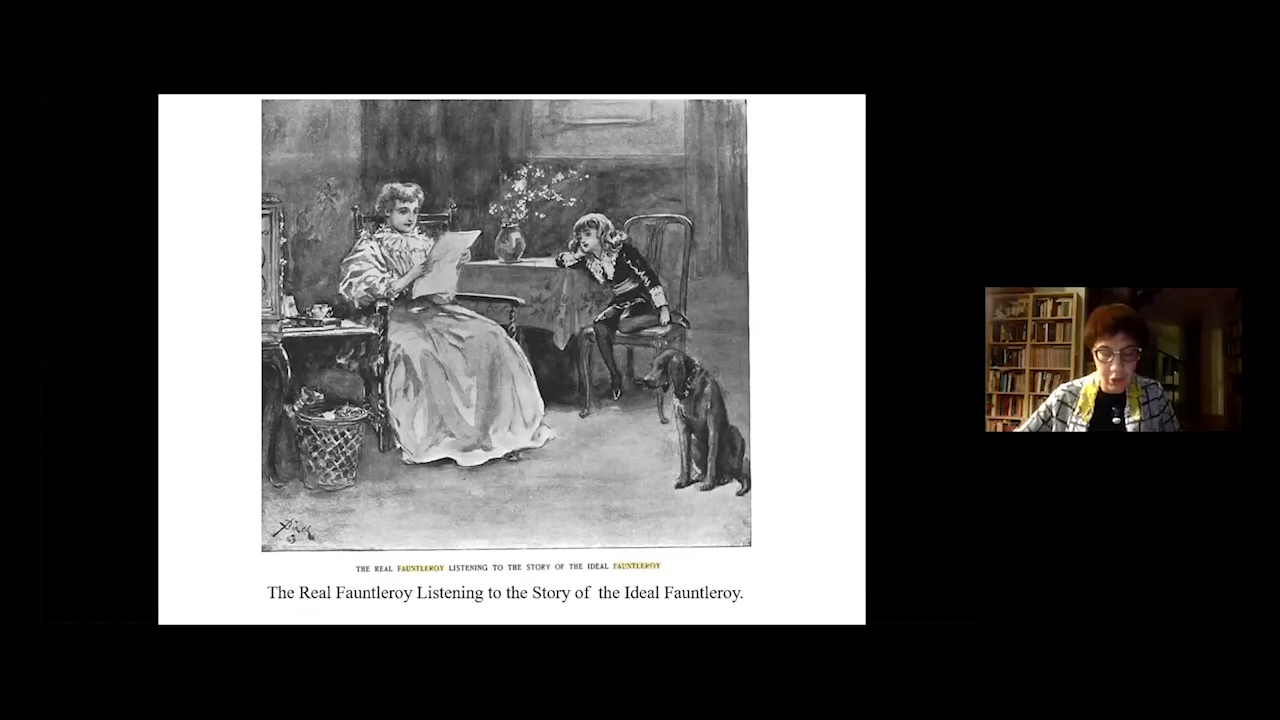 THE REAL FAUNTLEROY LISTENING TO THE STORY OF THE IDEAL FAUNTLEROY
The Real Fauntleroy Listening to the Story of the Ideal Fauntleroy.